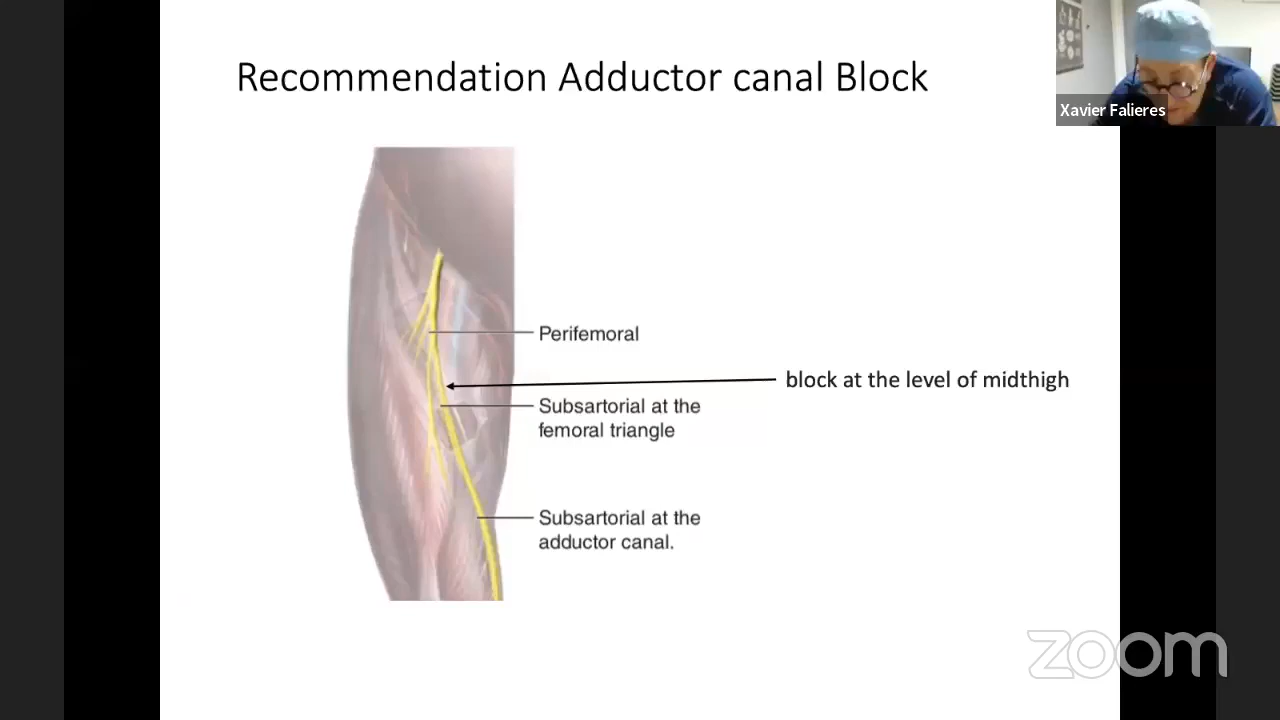 Recommendation Adductor canal Block
Xavier Falieres
Perifemoral
block at the level of midthigh
Subsartorial at the
femoral triangle
Subsartorial at the
adductor canal.
zoom